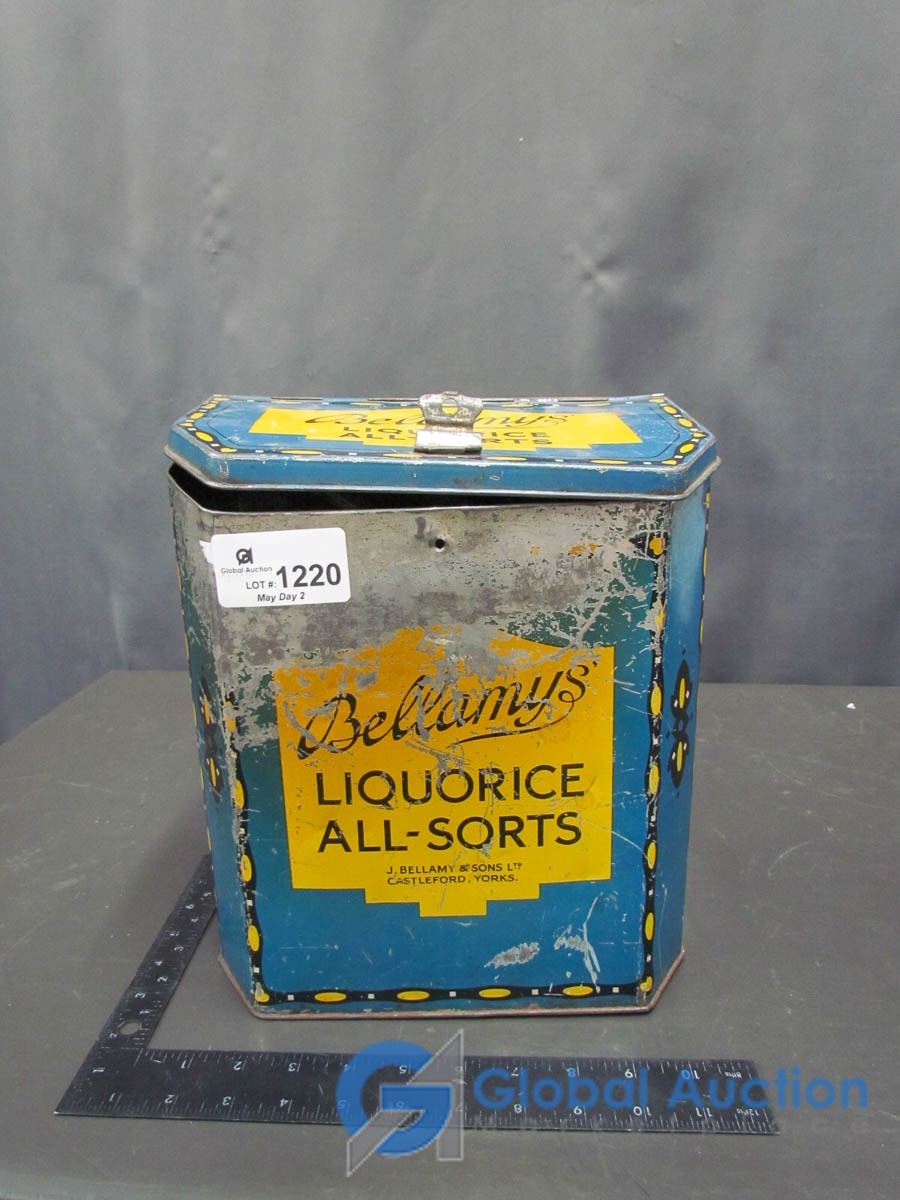 Bellamys'
LIQUORICE
ALL-SORTS
Global Auction
LOT #: 1220
May Day 2
Bellamys'
LIQUORICE
ALL-SORTS
J. BELLAMY & SONS LTD
CASTLEFORD, YORKS.
Global Auction